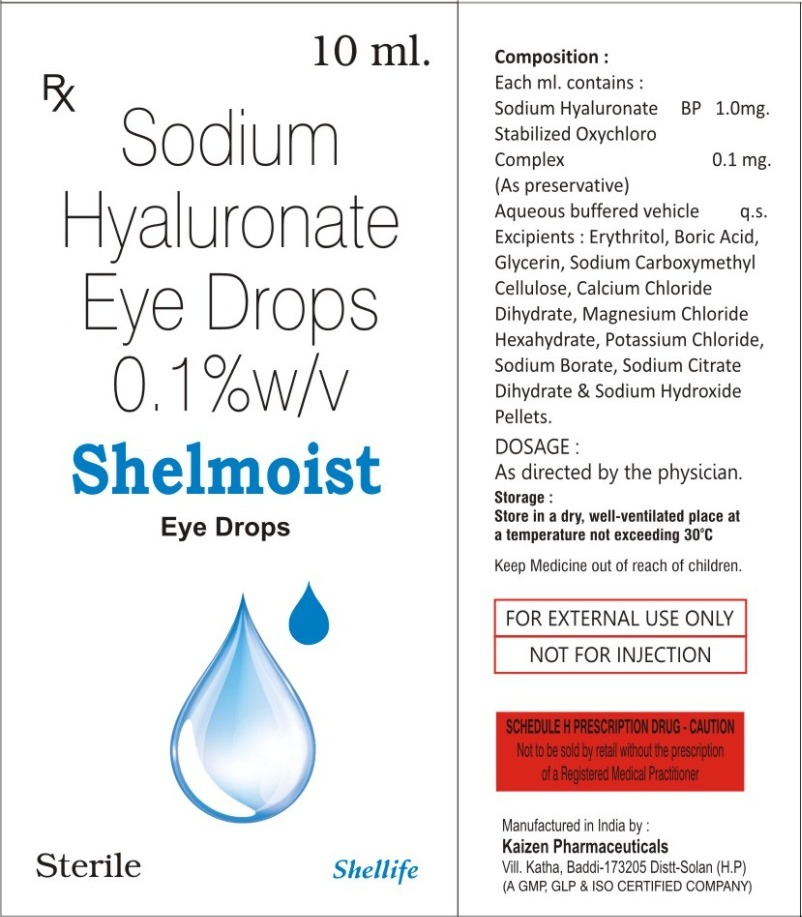 10 ml.
Rx
Sodium
Hyaluronate
Eye Drops
0.1%w/v
Shelmoist
Eye Drops
Sterile
Shellife
Composition :
Each ml. contains :
Sodium Hyaluronate BP 1.0mg.
Stabilized Oxychloro
Complex 0.1 mg.
(As preservative)
Aqueous buffered vehicle q.s.
Excipients : Erythritol, Boric Acid,
Glycerin, Sodium Carboxymethyl
Cellulose, Calcium Chloride
Dihydrate, Magnesium Chloride
Hexahydrate, Potassium Chloride,
Sodium Borate, Sodium Citrate
Dihydrate & Sodium Hydroxide
Pellets.
DOSAGE :
As directed by the physician.
Storage :
Store in a dry, well-ventilated place at
a temperature not exceeding 30°C
Keep Medicine out of reach of children.
FOR EXTERNAL USE ONLY
NOT FOR INJECTION
SCHEDULE H PRESCRIPTION DRUG - CAUTION
Not to be sold by retail without the prescription
of a Registered Medical Practitioner
Manufactured in India by :
Kaizen Pharmaceuticals
Vill. Katha, Baddi-173205 Distt-Solan (H.P)
(A GMP, GLP & ISO CERTIFIED COMPANY)